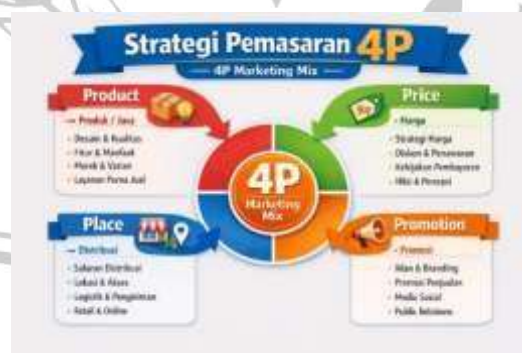 Strategi Pemasaran 4P
4P Marketing Mix
Product
Produk / Jasa
- Desain & Kualitas
- Fitur & Manfaat
- Merek & Varian
- Layanan Purna Jual
Price
- Harga
- Strategi Harga
- Diskon & Penawaran
- Kebijakan Pembayaran
- Nilai & Persepsi
4P
Marketing
Mix
Place
Distribusi
- Saluran Distribusi
- Lokasi & Akses
- Logistik & Pengiriman
- Retail & Online
Promotion
- Promosi
- Iklan & Branding
- Promosi Penjualan
- Media Sosial
- Public Relations